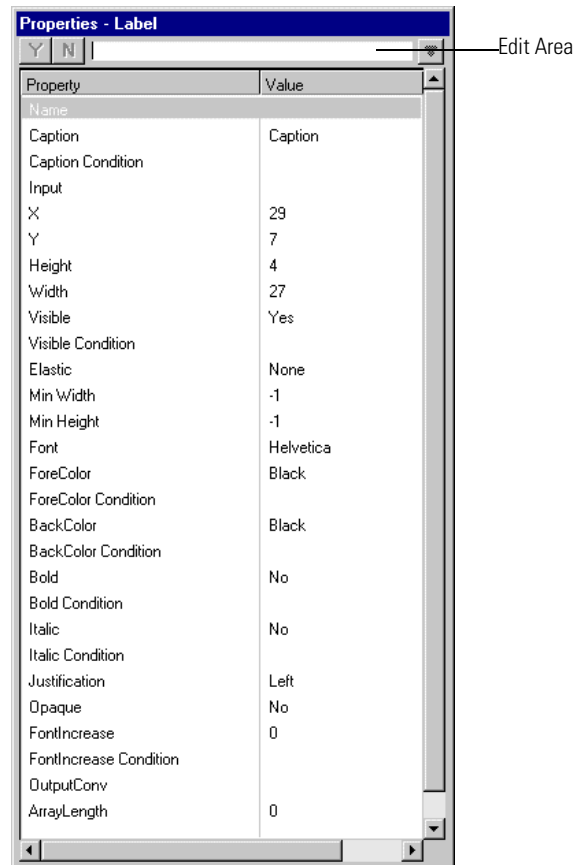 Properties - Label
Y N
Edit Area
Property Value
Name
Caption Caption
Caption Condition
Input
X 29
Y 7
Height 4
Width 27
Visible Yes
Visible Condition
Elastic None
Min Width -1
Min Height -1
Font Helvetica
ForeColor Black
ForeColor Condition
BackColor Black
BackColor Condition
Bold No
Bold Condition
Italic No
Italic Condition
Justification Left
Opaque No
FontIncrease 0
FontIncrease Condition
OutputConv
ArrayLength 0